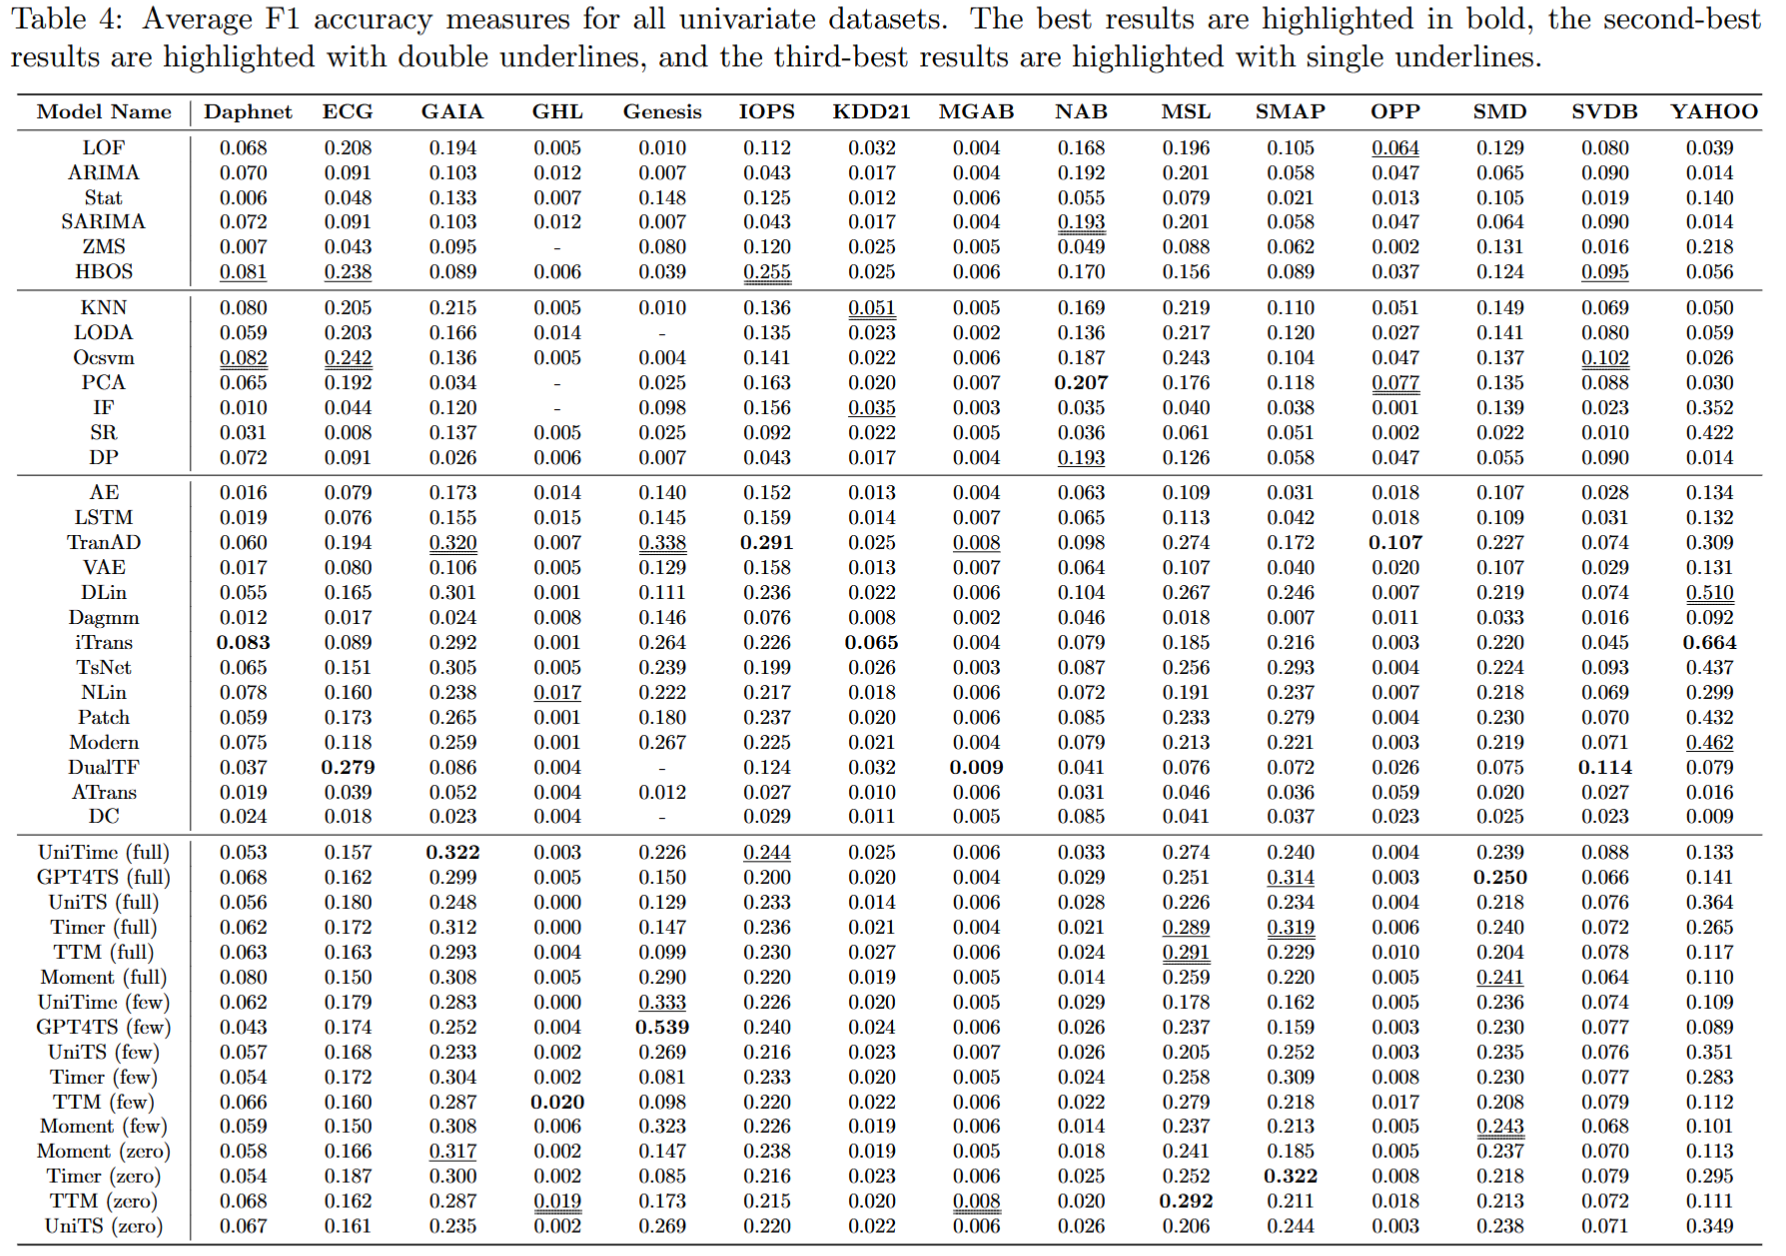 Table 4: Average F1 accuracy measures for all univariate datasets. The best results are highlighted in bold, the second-best
results are highlighted with double underlines, and the third-best results are highlighted with single underlines.
Model Name Daphnet ECG GAIA GHL Genesis IOPS KDD21 MGAB NAB MSL SMAP OPP SMD SVDB YAHOO
LOF 0.068 0.208 0.194 0.005 0.010 0.112 0.032 0.004 0.168 0.196 0.105 0.064 0.129 0.080 0.039
ARIMA 0.070 0.091 0.103 0.012 0.007 0.043 0.017 0.004 0.192 0.201 0.058 0.047 0.065 0.090 0.014
Stat 0.006 0.048 0.133 0.007 0.148 0.125 0.012 0.006 0.055 0.079 0.021 0.013 0.105 0.019 0.140
SARIMA 0.072 0.091 0.103 0.012 0.007 0.043 0.017 0.004 0.193 0.201 0.058 0.047 0.064 0.090 0.014
ZMS 0.007 0.043 0.095 - 0.080 0.120 0.025 0.005 0.049 0.088 0.062 0.002 0.131 0.016 0.218
HBOS 0.081 0.238 0.089 0.006 0.039 0.255 0.025 0.006 0.170 0.156 0.089 0.037 0.124 0.095 0.056
KNN 0.080 0.205 0.215 0.005 0.010 0.136 0.051 0.005 0.169 0.219 0.110 0.051 0.149 0.069 0.050
LODA 0.059 0.203 0.166 0.014 - 0.135 0.023 0.002 0.136 0.217 0.120 0.027 0.141 0.080 0.059
Ocsvm 0.082 0.242 0.136 0.005 0.004 0.141 0.022 0.006 0.187 0.243 0.104 0.047 0.137 0.102 0.026
PCA 0.065 0.192 0.034 - 0.025 0.163 0.020 0.007 0.207 0.176 0.118 0.077 0.135 0.088 0.030
IF 0.010 0.044 0.120 - 0.098 0.156 0.035 0.003 0.035 0.040 0.038 0.001 0.139 0.023 0.352
SR 0.031 0.008 0.137 0.005 0.025 0.092 0.022 0.005 0.036 0.061 0.051 0.002 0.022 0.010 0.422
DP 0.072 0.091 0.026 0.006 0.007 0.043 0.017 0.004 0.193 0.126 0.058 0.047 0.055 0.090 0.014
AE 0.016 0.079 0.173 0.014 0.140 0.152 0.013 0.004 0.063 0.109 0.031 0.018 0.107 0.028 0.134
LSTM 0.019 0.076 0.155 0.015 0.145 0.159 0.014 0.007 0.065 0.113 0.042 0.018 0.109 0.031 0.132
TranAD 0.060 0.194 0.320 0.007 0.338 0.291 0.025 0.008 0.098 0.274 0.172 0.107 0.227 0.074 0.309
VAE 0.017 0.080 0.106 0.005 0.129 0.158 0.013 0.007 0.064 0.107 0.040 0.020 0.107 0.029 0.131
DLin 0.055 0.165 0.301 0.001 0.111 0.236 0.022 0.006 0.104 0.267 0.246 0.007 0.219 0.074 0.510
Dagmm 0.012 0.017 0.024 0.008 0.146 0.076 0.008 0.002 0.046 0.018 0.007 0.011 0.033 0.016 0.092
iTrans 0.083 0.089 0.292 0.001 0.264 0.226 0.065 0.004 0.079 0.185 0.216 0.003 0.220 0.045 0.664
TsNet 0.065 0.151 0.305 0.005 0.239 0.199 0.026 0.003 0.087 0.256 0.293 0.004 0.224 0.093 0.437
NLin 0.078 0.160 0.238 0.017 0.222 0.217 0.018 0.006 0.072 0.191 0.237 0.007 0.218 0.069 0.299
Patch 0.059 0.173 0.265 0.001 0.180 0.237 0.020 0.006 0.085 0.233 0.279 0.004 0.230 0.070 0.432
Modern 0.075 0.118 0.259 0.001 0.267 0.225 0.021 0.004 0.079 0.213 0.221 0.003 0.219 0.071 0.462
DualTF 0.037 0.279 0.086 0.004 - 0.124 0.032 0.009 0.041 0.076 0.072 0.026 0.075 0.114 0.079
ATrans 0.019 0.039 0.052 0.004 0.012 0.027 0.010 0.006 0.031 0.046 0.036 0.059 0.020 0.027 0.016
DC 0.024 0.018 0.023 0.004 - 0.029 0.011 0.005 0.085 0.041 0.037 0.023 0.025 0.023 0.009
UniTime (full) 0.053 0.157 0.322 0.003 0.226 0.244 0.025 0.006 0.033 0.274 0.240 0.004 0.239 0.088 0.133
GPT4TS (full) 0.068 0.162 0.299 0.005 0.150 0.200 0.020 0.004 0.029 0.251 0.314 0.003 0.250 0.066 0.141
UniTS (full) 0.056 0.180 0.248 0.000 0.129 0.233 0.014 0.006 0.028 0.226 0.234 0.004 0.218 0.076 0.364
Timer (full) 0.062 0.172 0.312 0.000 0.147 0.236 0.021 0.004 0.021 0.289 0.319 0.006 0.240 0.072 0.265
TTM (full) 0.063 0.163 0.293 0.004 0.099 0.230 0.027 0.006 0.024 0.291 0.229 0.010 0.204 0.078 0.117
Moment (full) 0.080 0.150 0.308 0.005 0.290 0.220 0.019 0.005 0.014 0.259 0.220 0.005 0.241 0.064 0.110
UniTime (few) 0.062 0.179 0.283 0.000 0.333 0.226 0.020 0.005 0.029 0.178 0.162 0.005 0.236 0.074 0.109
GPT4TS (few) 0.043 0.174 0.252 0.004 0.539 0.240 0.024 0.006 0.026 0.237 0.159 0.003 0.230 0.077 0.089
UniTS (few) 0.057 0.168 0.233 0.002 0.269 0.216 0.023 0.007 0.026 0.205 0.252 0.003 0.235 0.076 0.351
Timer (few) 0.054 0.172 0.304 0.002 0.081 0.233 0.020 0.005 0.024 0.258 0.309 0.008 0.230 0.077 0.283
TTM (few) 0.066 0.160 0.287 0.020 0.098 0.220 0.022 0.006 0.022 0.279 0.218 0.017 0.208 0.079 0.112
Moment (few) 0.059 0.150 0.308 0.006 0.323 0.226 0.019 0.006 0.014 0.237 0.213 0.005 0.243 0.068 0.101
Moment (zero) 0.058 0.166 0.317 0.002 0.147 0.238 0.019 0.005 0.018 0.241 0.185 0.005 0.237 0.070 0.113
Timer (zero) 0.054 0.187 0.300 0.002 0.085 0.216 0.023 0.006 0.025 0.252 0.322 0.008 0.218 0.079 0.295
TTM (zero) 0.068 0.162 0.287 0.019 0.173 0.215 0.020 0.008 0.020 0.292 0.211 0.018 0.213 0.072 0.111
UniTS (zero) 0.067 0.161 0.235 0.002 0.269 0.220 0.022 0.006 0.026 0.206 0.244 0.003 0.238 0.071 0.349